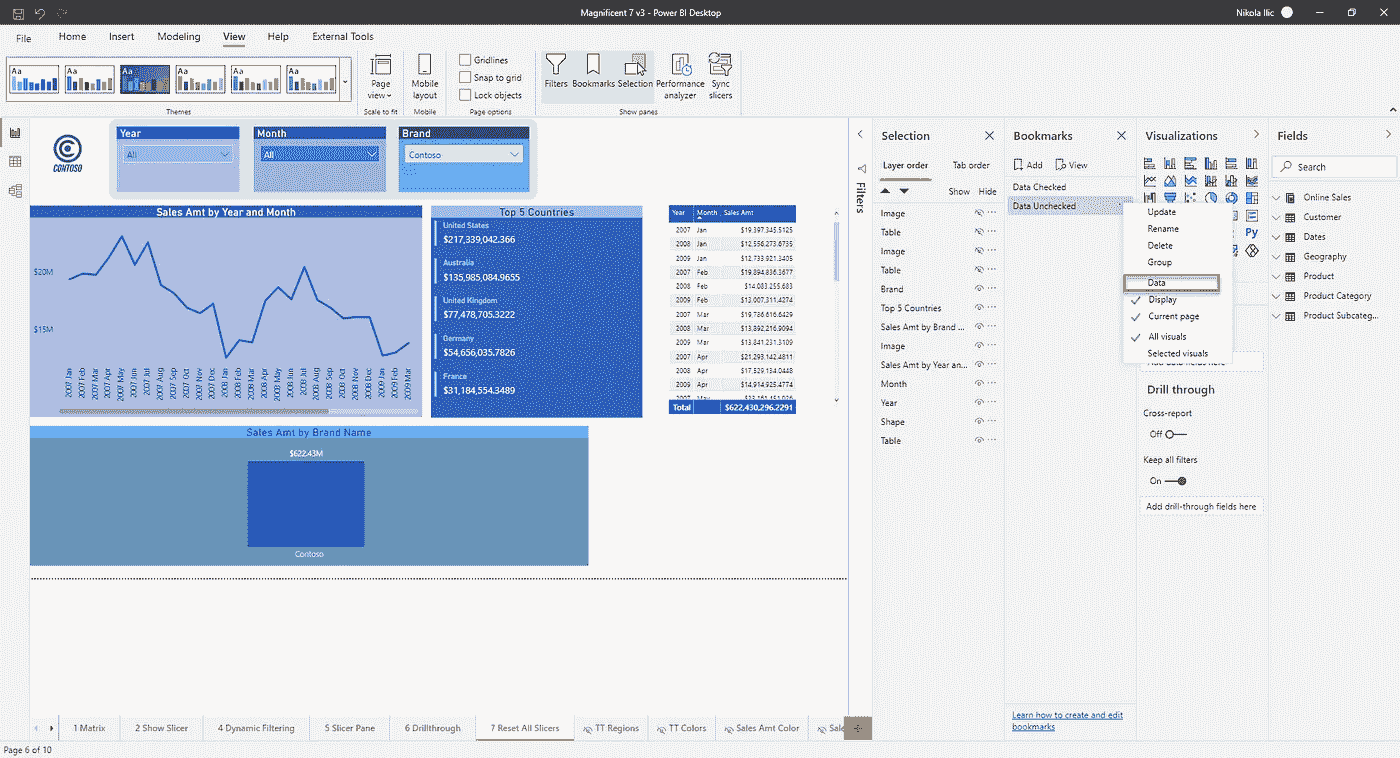 Magnificent 7 v3 - Power BI Desktop
Nikola Ilic
File Home Insert Modeling View Help External Tools
Aa Aa Aa Aa Aa Aa
Themes
Page view
Scale to fit
Mobile layout
Mobile
Gridlines
Snap to grid
Lock objects
Page options
Filters Bookmarks Selection Performance analyzer Sync slicers
Show panes
CONTOSO
Year
All
Month
All
Brand
Contoso
Sales Amt by Year and Month
$20M
$15M
2007 Jan
2007 Feb
2007 Mar
2007 Apr
2007 May
2007 Jun
2007 Jul
2007 Aug
2007 Sep
2007 Oct
2007 Nov
2007 Dec
2008 Jan
2008 Feb
2008 Mar
2008 Apr
2008 May
2008 Jun
2008 Jul
2008 Aug
2008 Sep
2008 Oct
2008 Nov
2008 Dec
2009 Jan
2009 Feb
2009 Mar
Top 5 Countries
United States
$217,339,042.366
Australia
$135,985,084.9655
United Kingdom
$77,478,705.3222
Germany
$54,656,035.7826
France
$31,184,554.3489
Year Month Sales Amt
2007 Jan $19,397,345.5125
2008 Jan $12,556,273.6735
2009 Jan $12,733,921.3405
2007 Feb $19,894,836.3677
2008 Feb $14,083,255.683
2009 Feb $13,007,311.4274
2007 Mar $19,736,616.6429
2008 Mar $13,892,216.9094
2009 Mar $13,841,231.3109
2007 Apr $21,293,142.4811
2008 Apr $17,529,134.0448
2009 Apr $14,914,925.4774
Total $622,430,296.2291
Sales Amt by Brand Name
$622.43M
Contoso
Filters
Selection
Layer order Tab order
Show Hide
Image
Table
Image
Table
Brand
Top 5 Countries
Sales Amt by Brand ...
Image
Sales Amt by Year an...
Month
Year
Shape
Table
Bookmarks
Add View
Data Checked
Data Unchecked
Update
Rename
Delete
Group
Data
Display
Current page
All visuals
Selected visuals
Learn how to create and edit
bookmarks
Visualizations
Py
Drill through
Cross-report
Off
Keep all filters
On
Add drill-through fields here
Fields
Search
Online Sales
Customer
Dates
Geography
Product
Product Category
Product Subcateg...
1 Matrix 2 Show Slicer 4 Dynamic Filtering 5 Slicer Pane 6 Drillthrough 7 Reset All Slicers TT Regions TT Colors Sales Amt Color Sale
Page 6 of 10